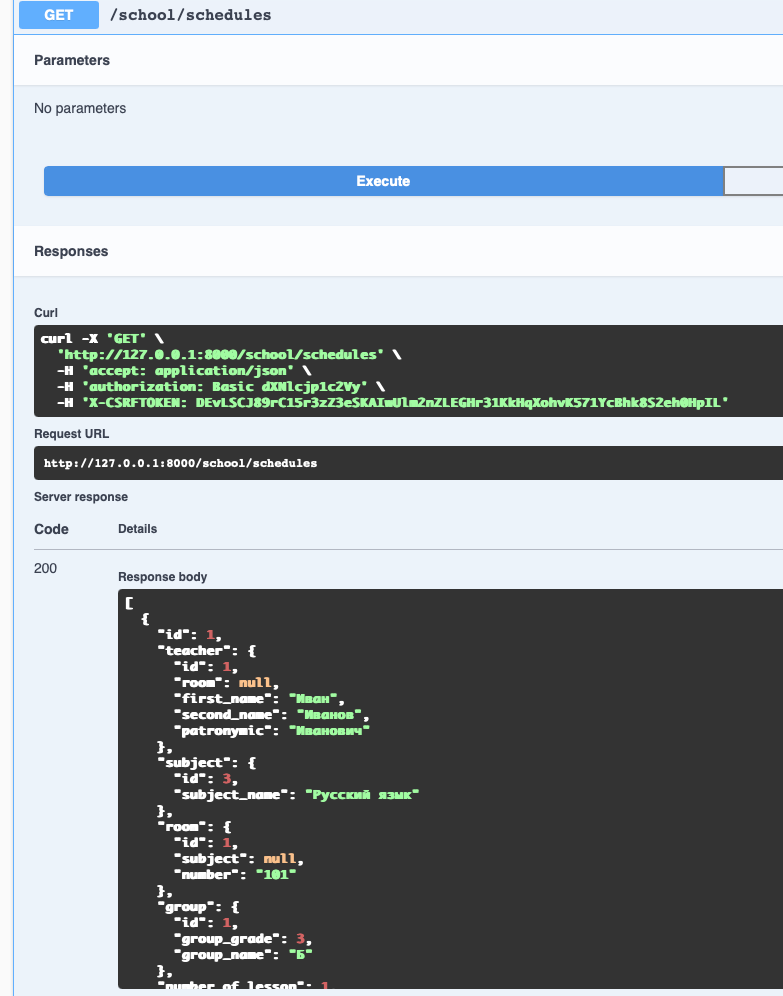 GET /school/schedules
Parameters
No parameters
Execute
Responses
Curl
curl -X 'GET' \
'http://127.0.0.1:8000/school/schedules' \
-H 'accept: application/json' \
-H 'authorization: Basic dXNlcjp1c2Vy' \
-H 'X-CSRFTOKEN: DEvLSCJ89rC15r3zZ3eSKAIwUlm2nZLEGHr31KkHqXohvK571YcBhk8S2eh0HpIL'
Request URL
http://127.0.0.1:8000/school/schedules
Server response
Code Details
200
Response body
[
{
"id": 1,
"teacher": {
"id": 1,
"room": null,
"first_name": "Иван",
"second_name": "Иванов",
"patronymic": "Иванович"
},
"subject": {
"id": 3,
"subject_name": "Русский язык"
},
"room": {
"id": 1,
"subject": null,
"number": "101"
},
"group": {
"id": 1,
"group_grade": 3,
"group_name": "Б"
},
"number_of_lesson": 1,